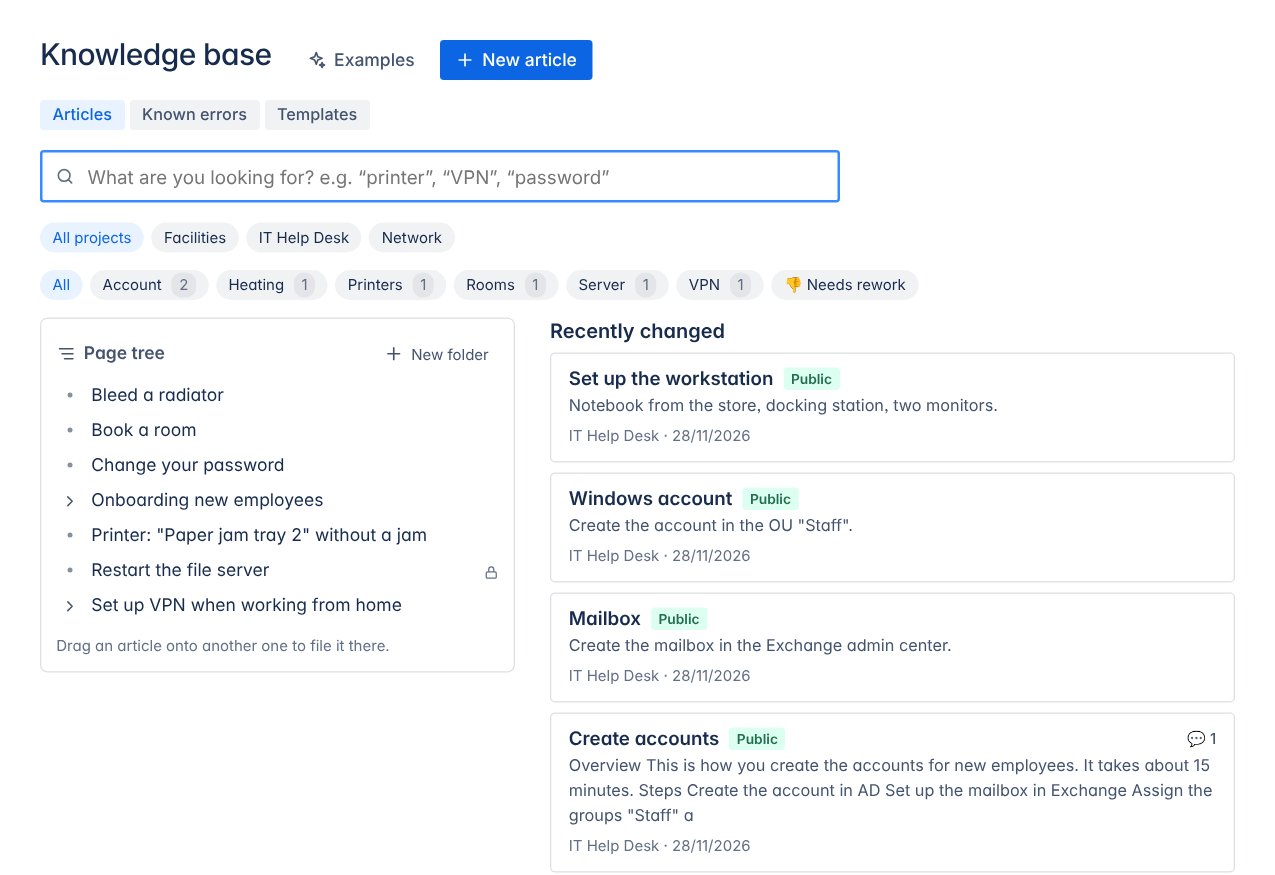 Knowledge base
Examples
New article
Articles
Known errors
Templates
What are you looking for? e.g. “printer”, “VPN”, “password”
All projects
Facilities
IT Help Desk
Network
All
Account 2
Heating 1
Printers 1
Rooms 1
Server 1
VPN 1
👎 Needs rework
Page tree
New folder
Bleed a radiator
Book a room
Change your password
Onboarding new employees
Printer: "Paper jam tray 2" without a jam
Restart the file server
Set up VPN when working from home
Drag an article onto another one to file it there.
Recently changed
Set up the workstation Public
Notebook from the store, docking station, two monitors.
IT Help Desk · 28/11/2026
Windows account Public
Create the account in the OU "Staff".
IT Help Desk · 28/11/2026
Mailbox Public
Create the mailbox in the Exchange admin center.
IT Help Desk · 28/11/2026
Create accounts Public 💬 1
Overview This is how you create the accounts for new employees. It takes about 15
minutes. Steps Create the account in AD Set up the mailbox in Exchange Assign the
groups "Staff" a
IT Help Desk · 28/11/2026